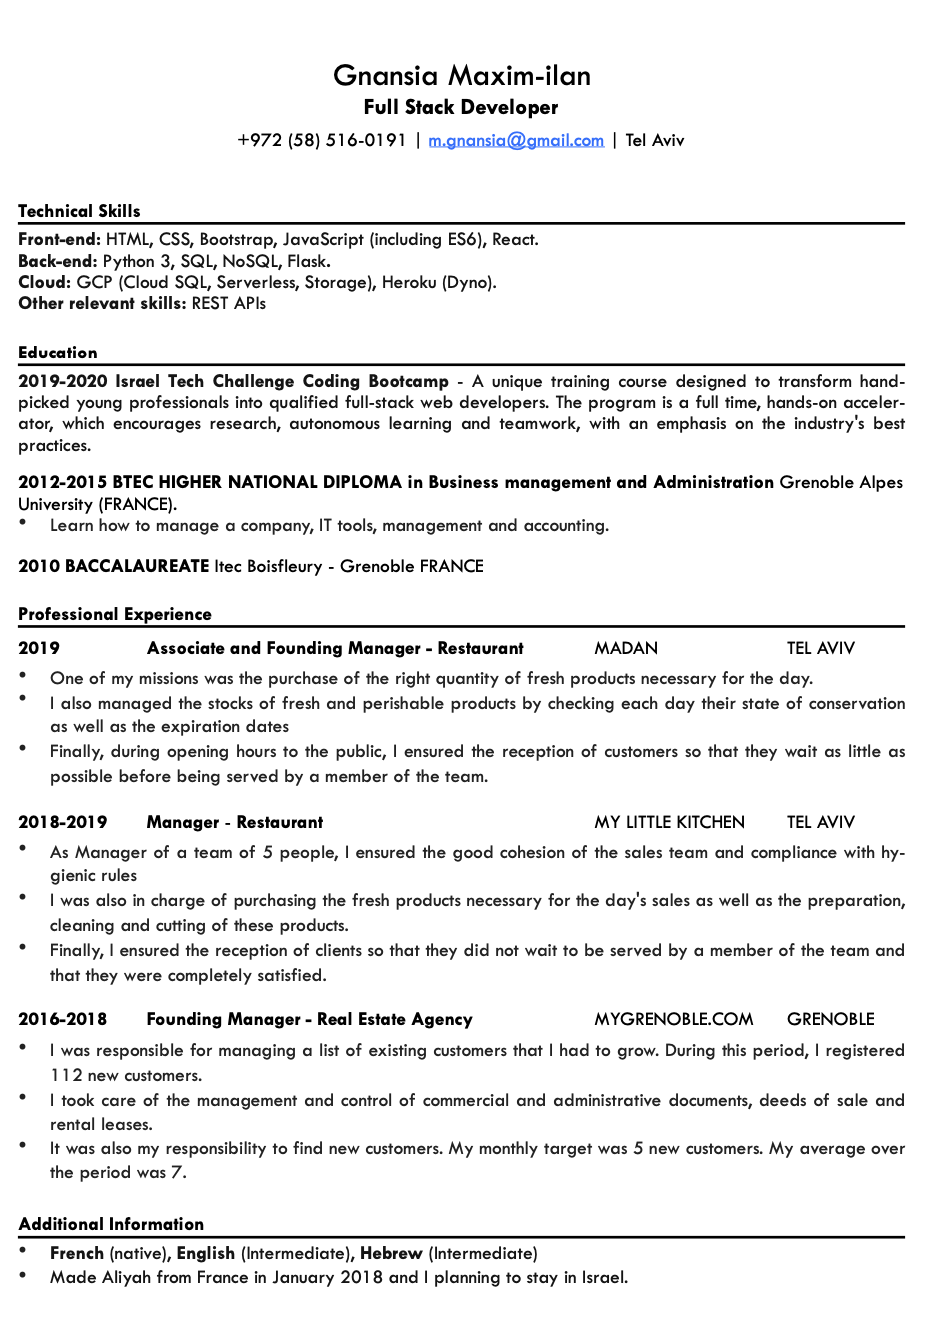 Gnansia Maxim-ilan
Full Stack Developer
+972 (58) 516-0191 | m.gnansia@gmail.com | Tel Aviv
Technical Skills
Front-end: HTML, CSS, Bootstrap, JavaScript (including ES6), React.
Back-end: Python 3, SQL, NoSQL, Flask.
Cloud: GCP (Cloud SQL, Serverless, Storage), Heroku (Dyno).
Other relevant skills: REST APIs
Education
2019-2020 Israel Tech Challenge Coding Bootcamp - A unique training course designed to transform hand-
picked young professionals into qualified full-stack web developers. The program is a full time, hands-on acceler-
ator, which encourages research, autonomous learning and teamwork, with an emphasis on the industry's best
practices.
2012-2015 BTEC HIGHER NATIONAL DIPLOMA in Business management and Administration Grenoble Alpes
University (FRANCE).
• Learn how to manage a company, IT tools, management and accounting.
2010 BACCALAUREATE Itec Boisfleury - Grenoble FRANCE
Professional Experience
2019 Associate and Founding Manager - Restaurant MADAN TEL AVIV
• One of my missions was the purchase of the right quantity of fresh products necessary for the day.
• I also managed the stocks of fresh and perishable products by checking each day their state of conservation
as well as the expiration dates
• Finally, during opening hours to the public, I ensured the reception of customers so that they wait as little as
possible before being served by a member of the team.
2018-2019 Manager - Restaurant MY LITTLE KITCHEN TEL AVIV
• As Manager of a team of 5 people, I ensured the good cohesion of the sales team and compliance with hy-
gienic rules
• I was also in charge of purchasing the fresh products necessary for the day's sales as well as the preparation,
cleaning and cutting of these products.
• Finally, I ensured the reception of clients so that they did not wait to be served by a member of the team and
that they were completely satisfied.
2016-2018 Founding Manager - Real Estate Agency MYGRENOBLE.COM GRENOBLE
• I was responsible for managing a list of existing customers that I had to grow. During this period, I registered
112 new customers.
• I took care of the management and control of commercial and administrative documents, deeds of sale and
rental leases.
• It was also my responsibility to find new customers. My monthly target was 5 new customers. My average over
the period was 7.
Additional Information
• French (native), English (Intermediate), Hebrew (Intermediate)
• Made Aliyah from France in January 2018 and I planning to stay in Israel.